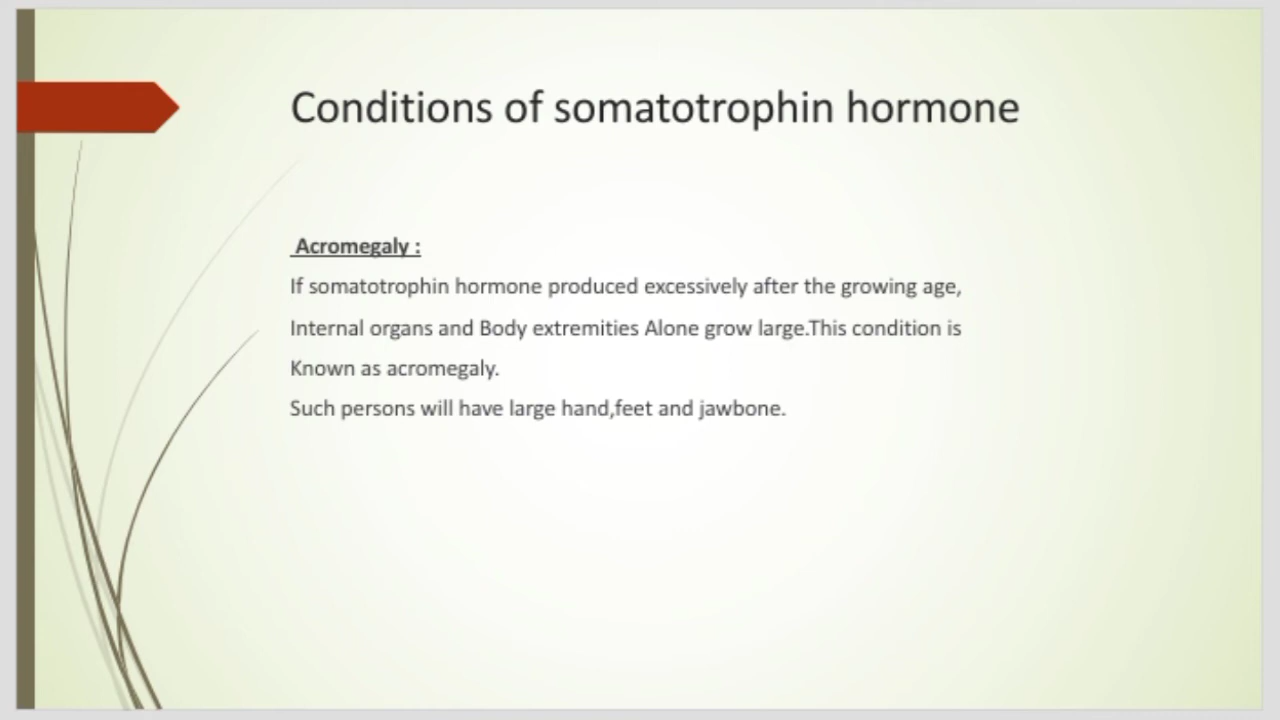 Conditions of somatotrophin hormone
Acromegaly :
If somatotrophin hormone produced excessively after the growing age,
Internal organs and Body extremities Alone grow large.This condition is
Known as acromegaly.
Such persons will have large hand,feet and jawbone.